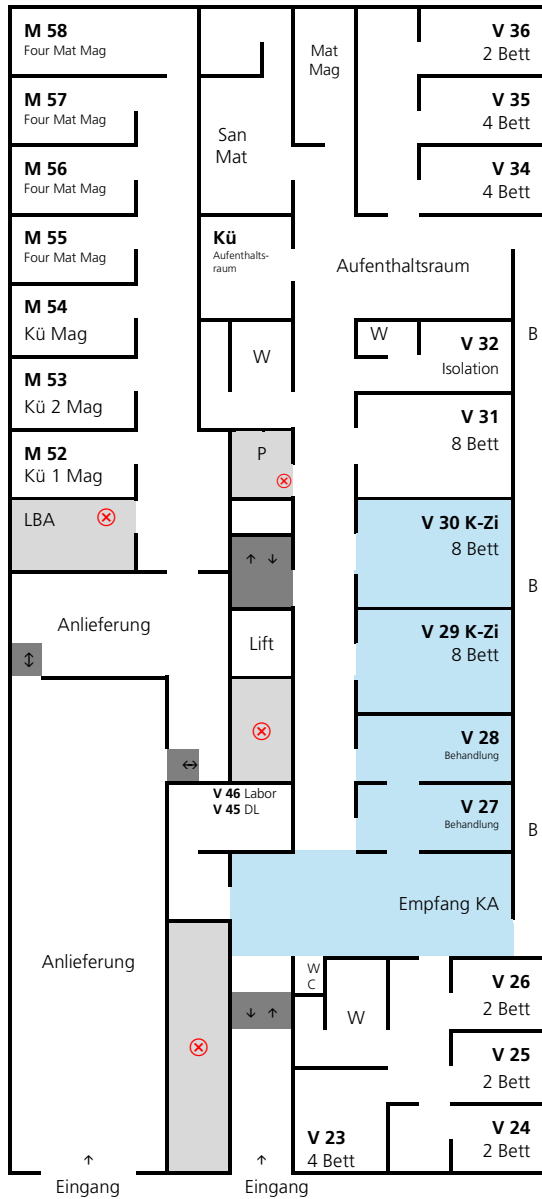 M 58
Four Mat Mag
Mat
Mag
V 36
2 Bett
M 57
Four Mat Mag
V 35
4 Bett
San
Mat
M 56
Four Mat Mag
V 34
4 Bett
M 55
Four Mat Mag
Kü
Aufenthalts-
raum
Aufenthaltsraum
M 54
Kü Mag
W
W
V 32
Isolation
B
M 53
Kü 2 Mag
V 31
8 Bett
M 52
Kü 1 Mag
P
LBA
V 30 K-Zi
8 Bett
↑ ↓
B
Anlieferung
V 29 K-Zi
8 Bett
Lift
↕
V 28
Behandlung
↔
V 46 Labor
V 45 DL
V 27
Behandlung
B
Empfang KA
Anlieferung
W
C
W
V 26
2 Bett
↓ ↑
V 25
2 Bett
V 23
4 Bett
V 24
2 Bett
↑
↑
Eingang
Eingang